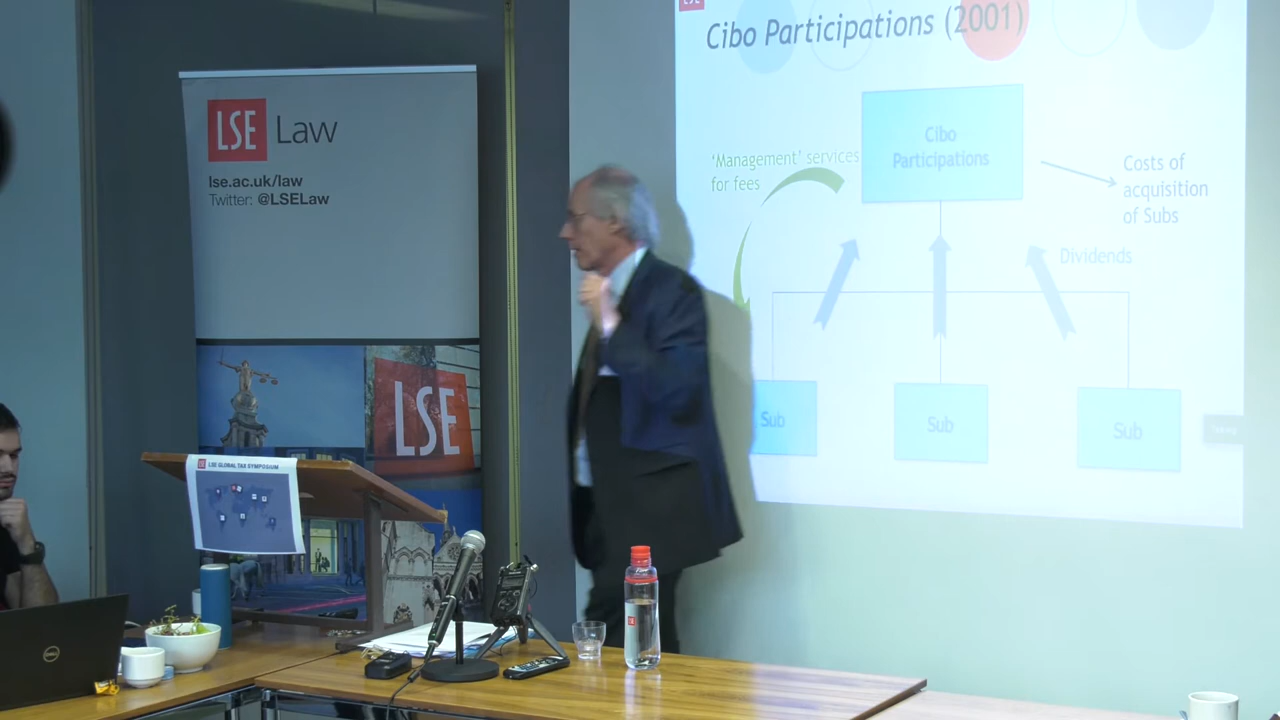 LSE Law
lse.ac.uk/law
Twitter: @LSELaw
LSE
LSE GLOBAL TAX SYMPOSIUM
DELL
Cibo Participations (2001)
Cibo
Participations
'Management' services
for fees
Costs of
acquisition
of Subs
Dividends
Sub
Sub
Sub